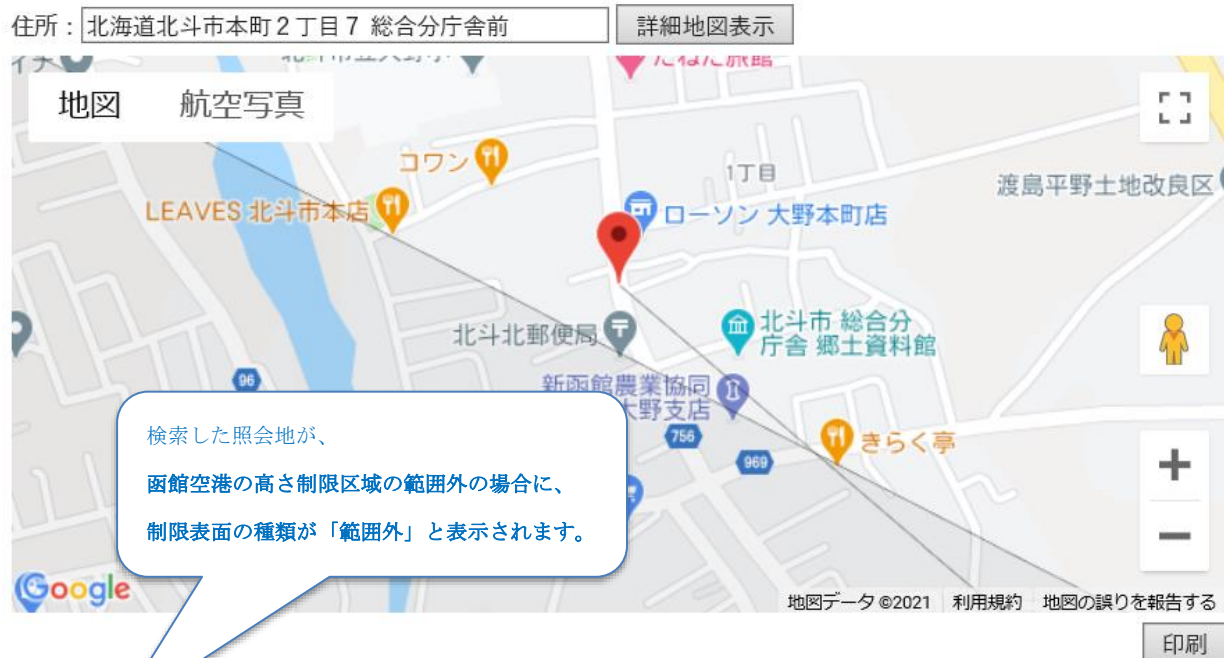 住所：北海道北斗市本町２丁目７ 総合分庁舎前
詳細地図表示
たねだ旅館
地図
航空写真
コワン
1丁目
渡島平野土地改良区
LEAVES 北斗市本店
ローソン 大野本町店
北斗北郵便局
北斗市 総合分
庁舎 郷土資料館
96
新函館農業協同
大野支店
756
きらく亭
969
検索した照会地が、
函館空港の高さ制限区域の範囲外の場合に、
制限表面の種類が「範囲外」と表示されます。
Google
地図データ ©2021
利用規約
地図の誤りを報告する
印刷